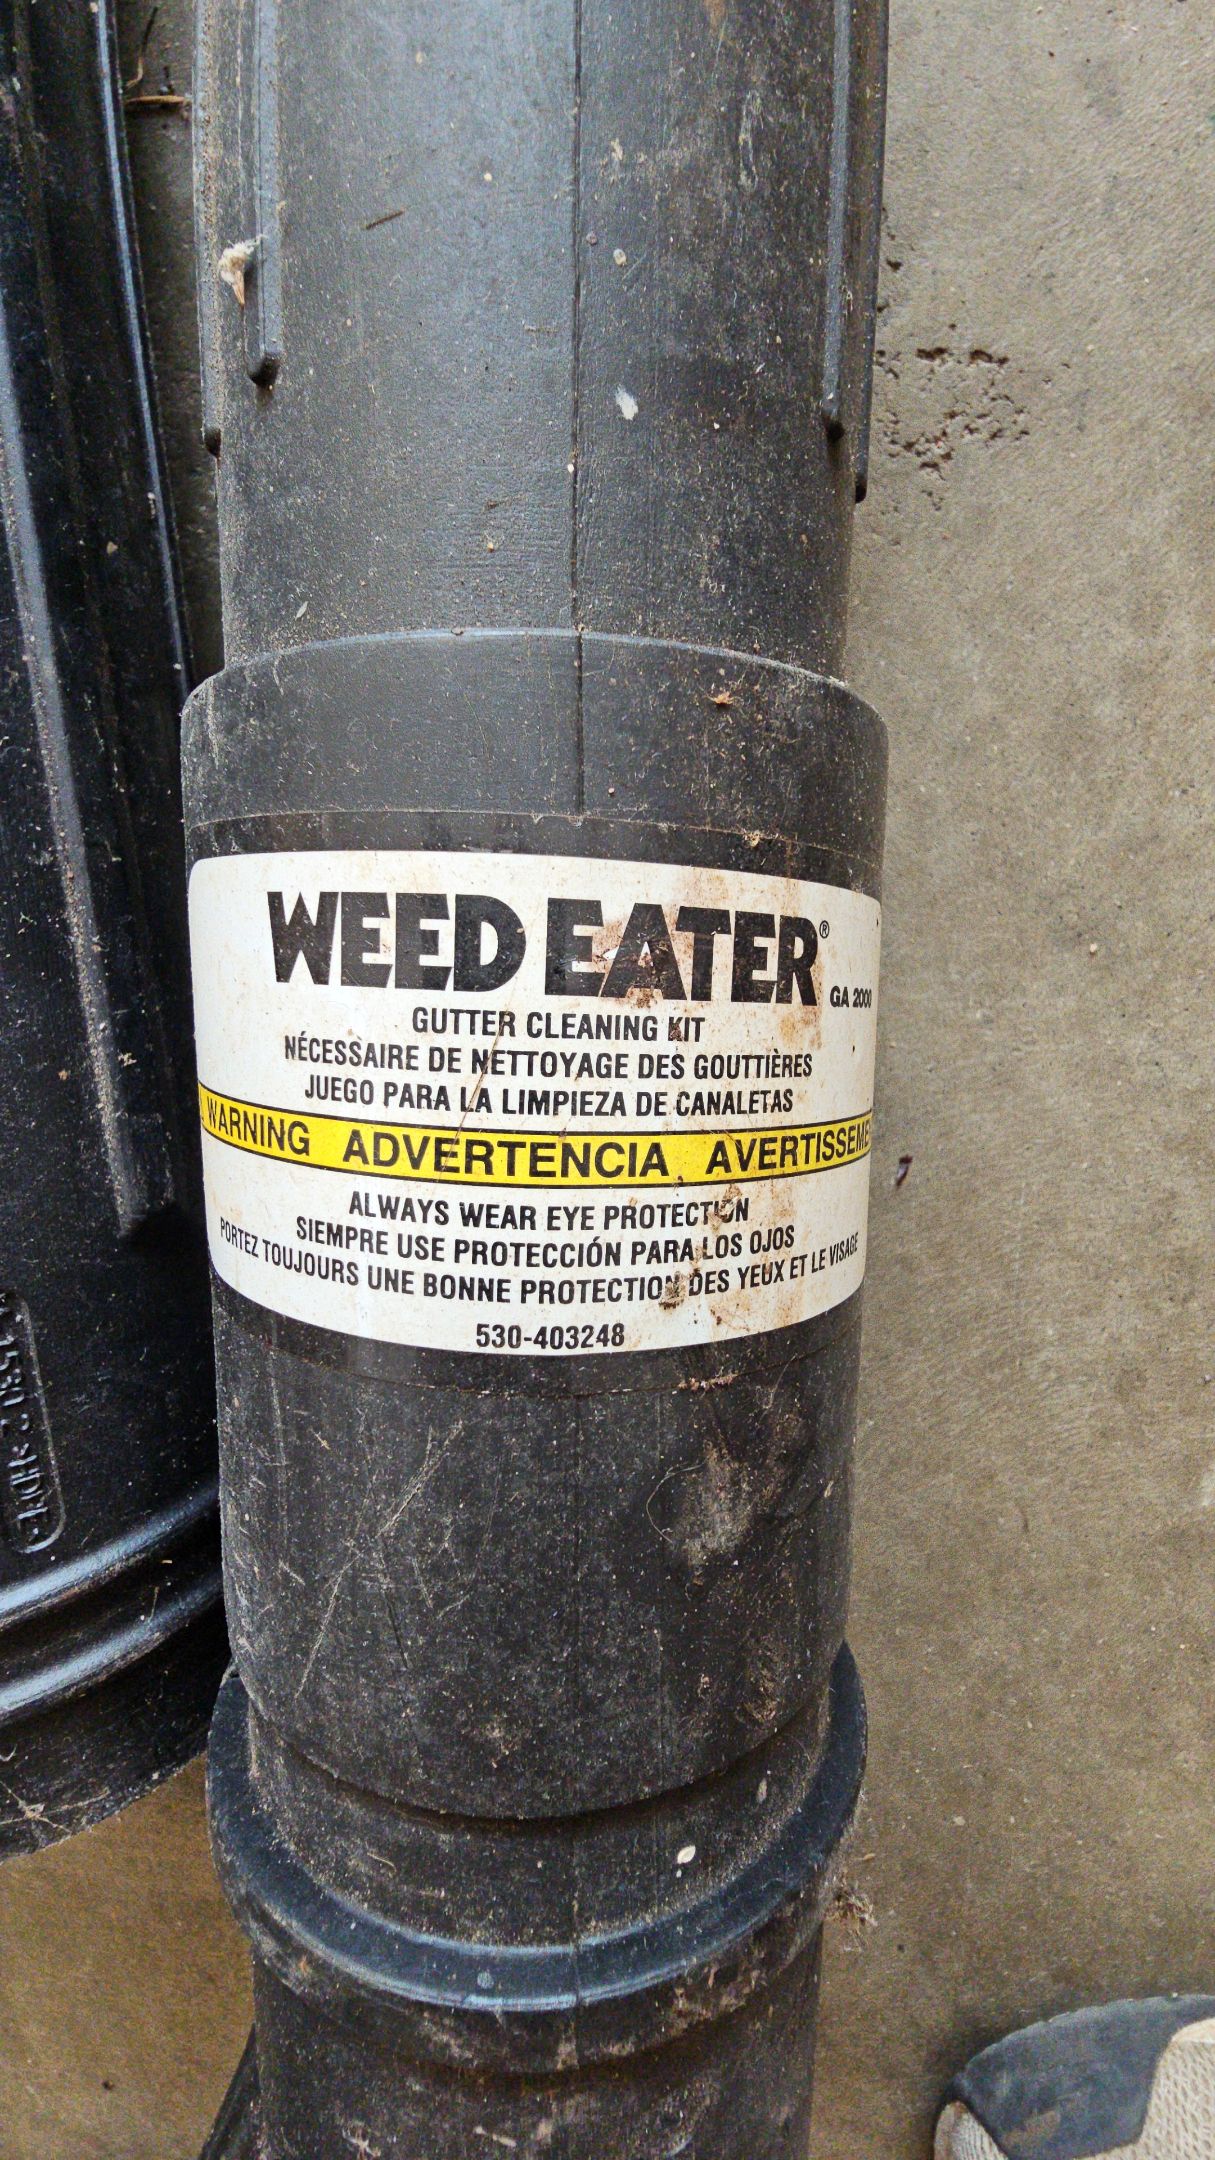 WEED EATER®
GA 2000
GUTTER CLEANING KIT
NÉCESSAIRE DE NETTOYAGE DES GOUTTIÈRES
JUEGO PARA LA LIMPIEZA DE CANALETAS
WARNING ADVERTENCIA AVERTISSEME
ALWAYS WEAR EYE PROTECTION
SIEMPRE USE PROTECCIÓN PARA LOS OJOS
PORTEZ TOUJOURS UNE BONNE PROTECTION DES YEUX ET LE VISAGE
530-403248